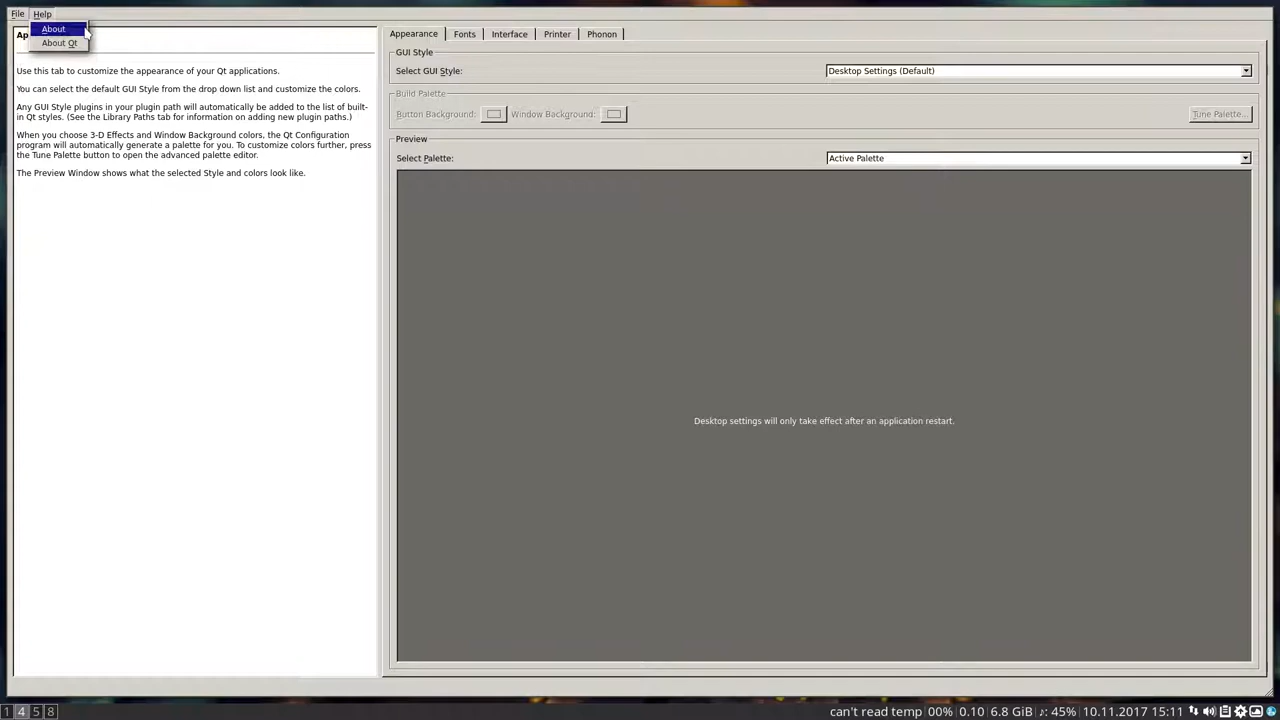 File Help
About
About Qt
Ap
Use this tab to customize the appearance of your Qt applications.
You can select the default GUI Style from the drop down list and customize the colors.
Any GUI Style plugins in your plugin path will automatically be added to the list of built-
in Qt styles. (See the Library Paths tab for information on adding new plugin paths.)
When you choose 3-D Effects and Window Background colors, the Qt Configuration
program will automatically generate a palette for you. To customize colors further, press
the Tune Palette button to open the advanced palette editor.
The Preview Window shows what the selected Style and colors look like.
Appearance Fonts Interface Printer Phonon
GUI Style
Select GUI Style: Desktop Settings (Default)
Build Palette
Button Background: Window Background: Tune Palette...
Preview
Select Palette: Active Palette
Desktop settings will only take effect after an application restart.
1 4 5 8 can't read temp 00% 0.10 6.8 GiB ♪: 45% 10.11.2017 15:11